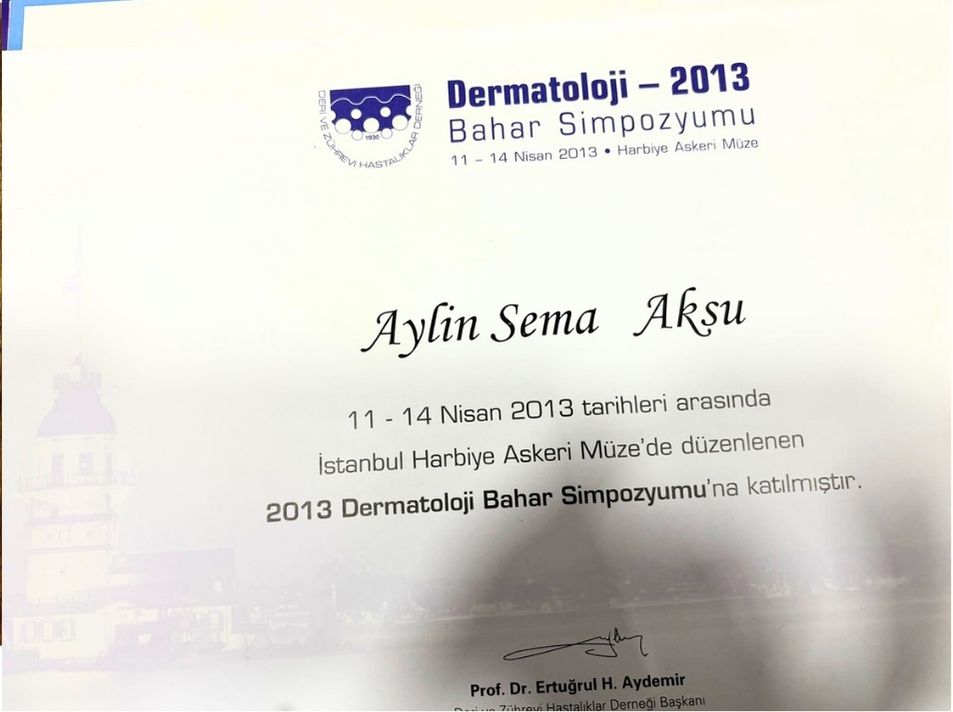 DERİ VE ZÜHREVİ HASTALIKLAR DERNEĞİ
1930
Dermatoloji – 2013
Bahar Simpozyumu
11 – 14 Nisan 2013 • Harbiye Askeri Müze
Aylin Sema Akşu
11 - 14 Nisan 2013 tarihleri arasında
İstanbul Harbiye Askeri Müze'de düzenlenen
2013 Dermatoloji Bahar Simpozyumu'na katılmıştır.
Prof. Dr. Ertuğrul H. Aydemir
Deri ve Zührevi Hastalıklar Derneği Başkanı